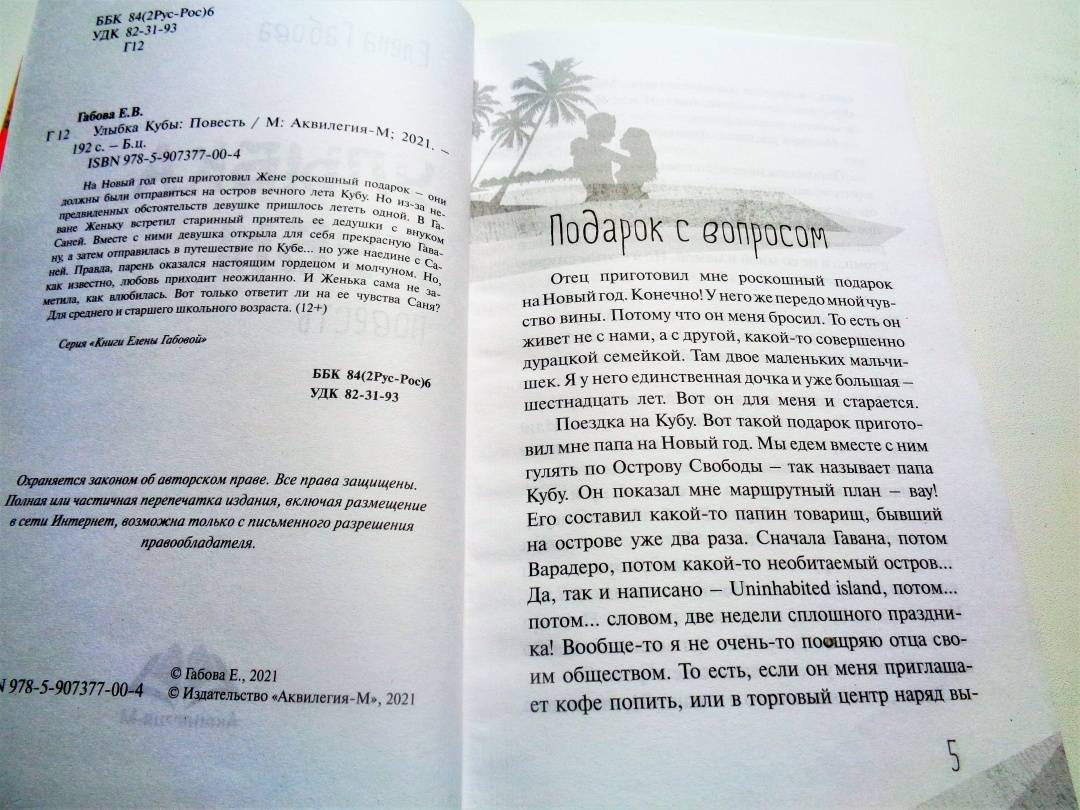 ББК 84(2Рус-Рос)6
УДК 82-31-93
Г12
Габова Е.В.
Г 12 Улыбка Кубы: Повесть / М: Аквилегия-М; 2021. –
192 с. – Б.ц.
ISBN 978-5-907377-00-4
На Новый год отец приготовил Жене роскошный подарок – они
должны были отправиться на остров вечного лета Кубу. Но из-за не-
предвиденных обстоятельств девушке пришлось лететь одной. В Га-
ване Женьку встретил старинный приятель ее дедушки с внуком
Саней. Вместе с ними девушка открыла для себя прекрасную Гава-
ну, а затем отправилась в путешествие по Кубе... но уже наедине с Са-
ней. Правда, парень оказался настоящим гордецом и молчуном. Но,
как известно, любовь приходит неожиданно. И Женька сама не за-
метила, как влюбилась. Вот только ответит ли на ее чувства Саня?
Для среднего и старшего школьного возраста. (12+)
Серия «Книги Елены Габовой»
ББК 84(2Рус-Рос)6
УДК 82-31-93
Охраняется законом об авторском праве. Все права защищены.
Полная или частичная перепечатка издания, включая размещение
в сети Интернет, возможна только с письменного разрешения
правообладателя.
© Габова Е., 2021
N 978-5-907377-00-4 © Издательство «Аквилегия-М», 2021
Подарок с вопросом
Отец приготовил мне роскошный подарок
на Новый год. Конечно! У него же передо мной чув-
ство вины. Потому что он меня бросил. То есть он
живет не с нами, а с другой, какой-то совершенно
дурацкой семейкой. Там двое маленьких мальчи-
шек. Я у него единственная дочка и уже большая –
шестнадцать лет. Вот он для меня и старается.
Поездка на Кубу. Вот такой подарок пригото-
вил мне папа на Новый год. Мы едем вместе с ним
гулять по Острову Свободы – так называет папа
Кубу. Он показал мне маршрутный план – вау!
Его составил какой-то папин товарищ, бывший
на острове уже два раза. Сначала Гавана, потом
Варадеро, потом какой-то необитаемый остров...
Да, так и написано – Uninhabited island, потом...
потом... словом, две недели сплошного праздни-
ка! Вообще-то я не очень-то поощряю отца сво-
им обществом. То есть, если он меня приглаша-
ет кофе попить, или в торговый центр наряд вы-
5